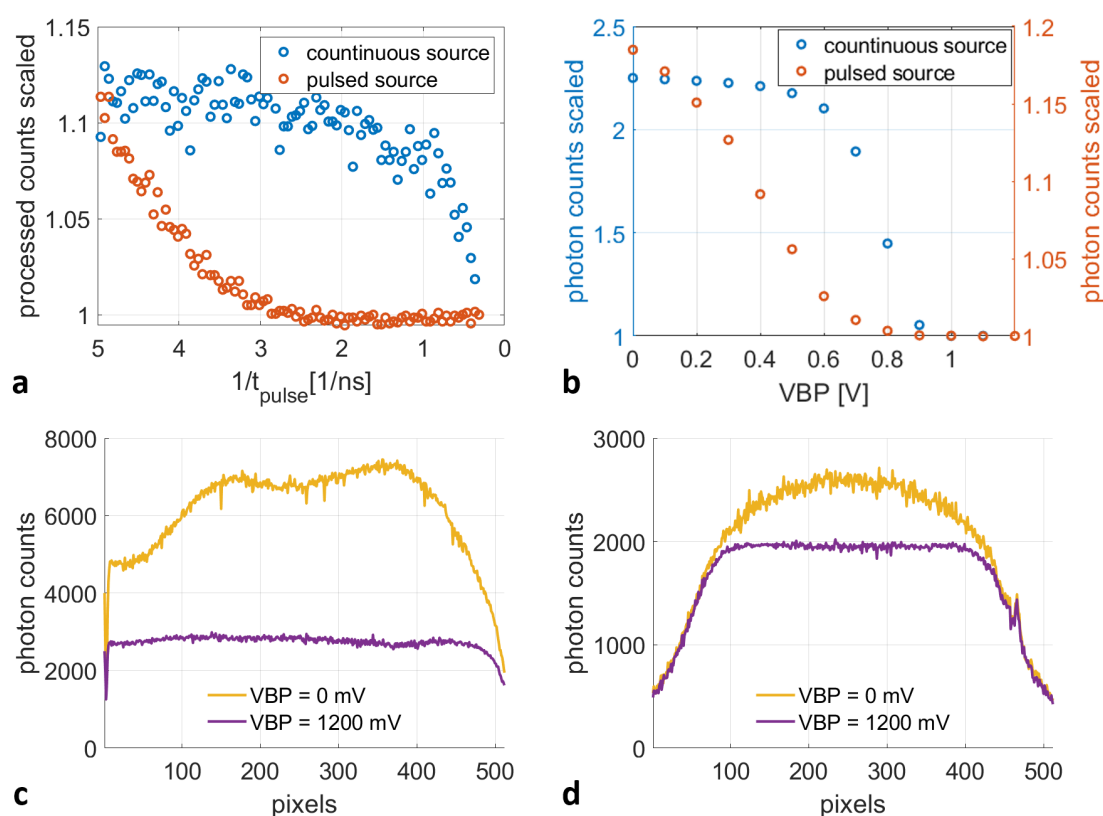 1.15
1.1
1.05
1
processed counts scaled
countinuous source
pulsed source
5
4
3
2
1
0
1/t_pulse[1/ns]
a
2.5
2
1.5
1
photon counts scaled
countinuous source
pulsed source
1.2
1.15
1.1
1.05
1
photon counts scaled
0
0.2
0.4
0.6
0.8
1
VBP [V]
b
8000
6000
4000
2000
0
photon counts
VBP = 0 mV
VBP = 1200 mV
100
200
300
400
500
pixels
c
3000
2000
1000
0
photon counts
VBP = 0 mV
VBP = 1200 mV
100
200
300
400
500
pixels
d